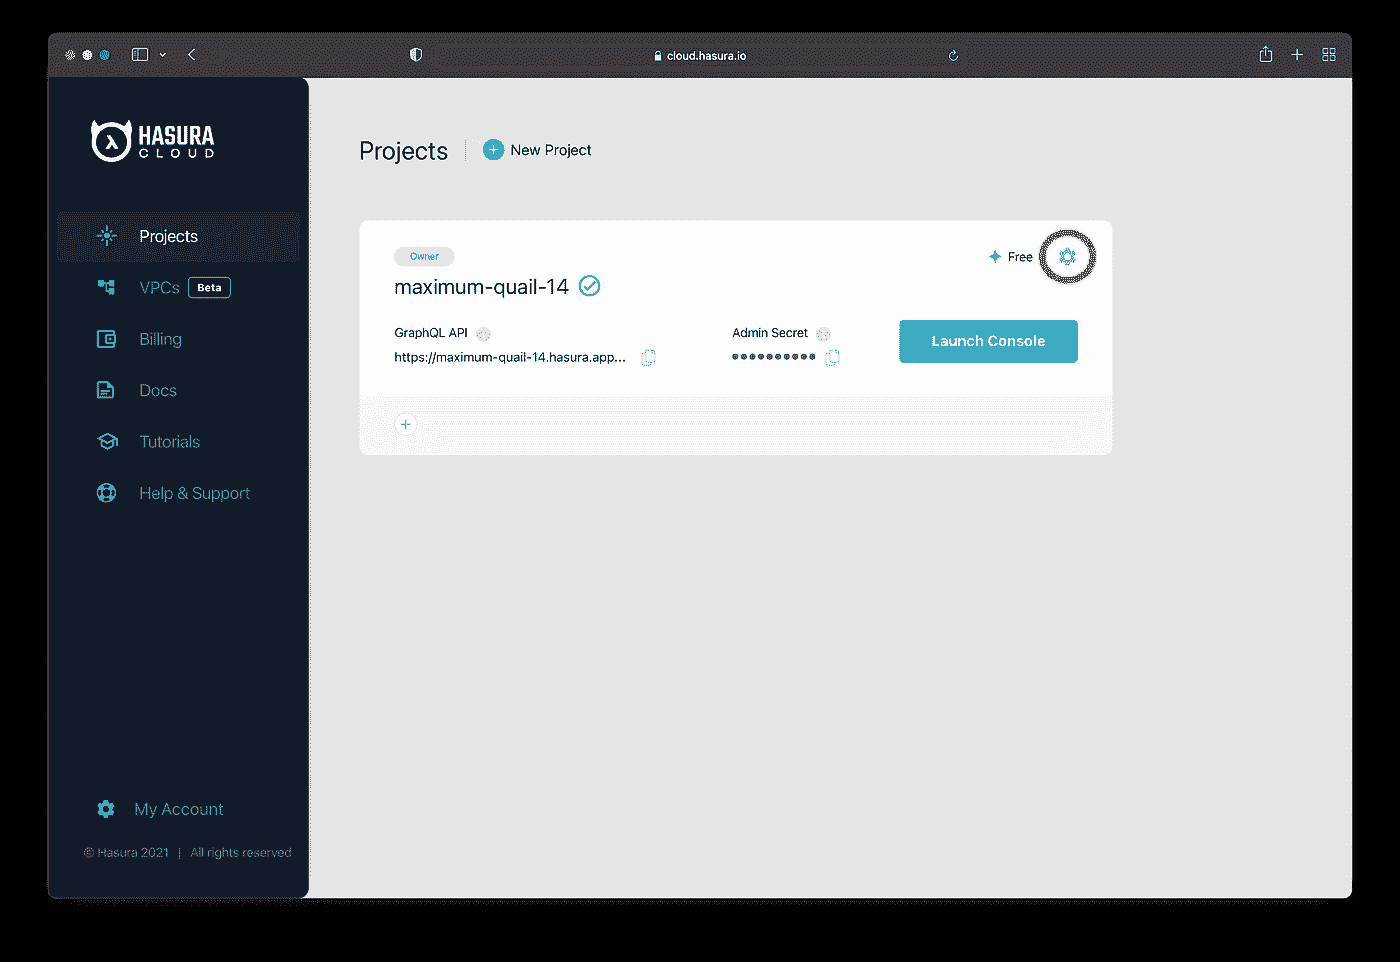 cloud.hasura.io
HASURA
CLOUD
Projects
VPCs Beta
Billing
Docs
Tutorials
Help & Support
My Account
© Hasura 2021 | All rights reserved
Projects
New Project
Owner
Free
maximum-quail-14
GraphQL API
https://maximum-quail-14.hasura.app...
Admin Secret
Launch Console